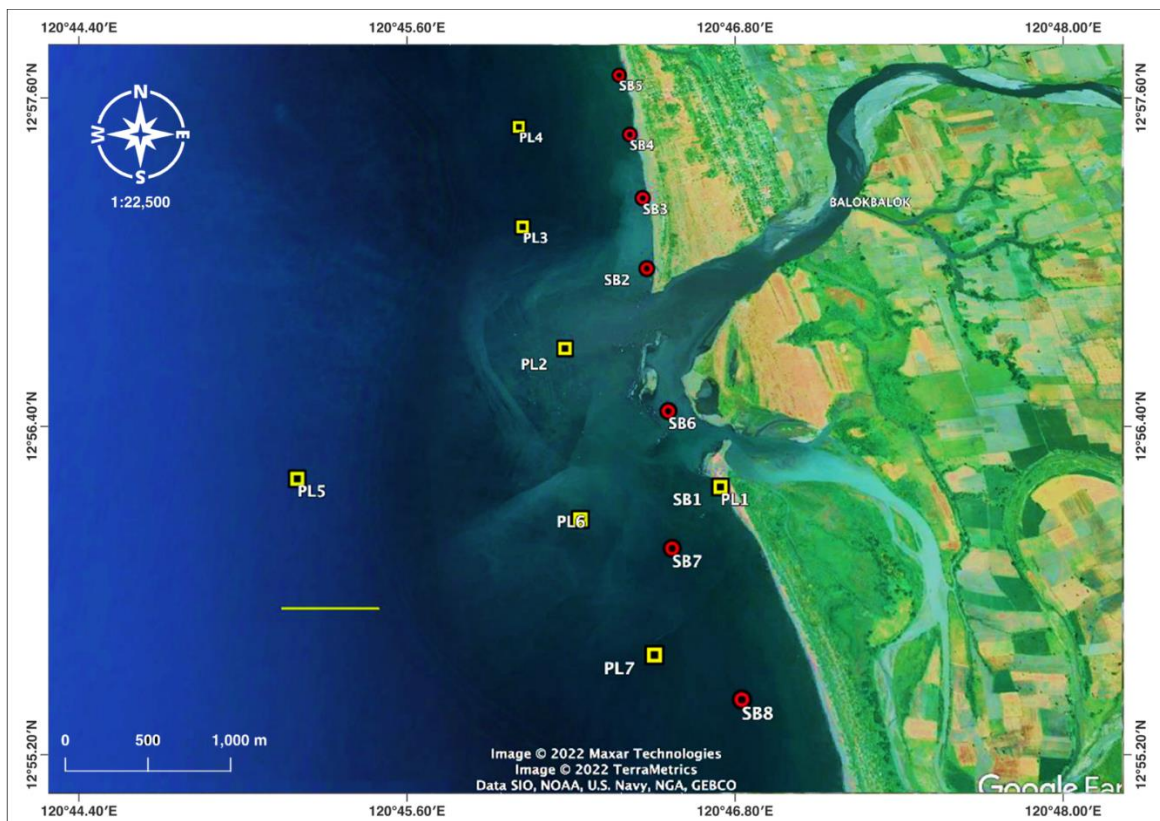 120°44.40′E
120°45.60′E
120°46.80′E
120°48.00′E
12°57.60′N
12°57.60′N
N
W
E
S
1:22,500
SB5
PL4
SB4
SB3
BALOKBALOK
PL3
SB2
PL2
12°56.40′N
12°56.40′N
SB6
PL5
SB1
PL1
PL6
SB7
PL7
SB8
0
500
1,000 m
12°55.20′N
12°55.20′N
Image © 2022 Maxar Technologies
Image © 2022 TerraMetrics
Data SIO, NOAA, U.S. Navy, NGA, GEBCO
Google Ear
120°44.40′E
120°45.60′E
120°46.80′E
120°48.00′E